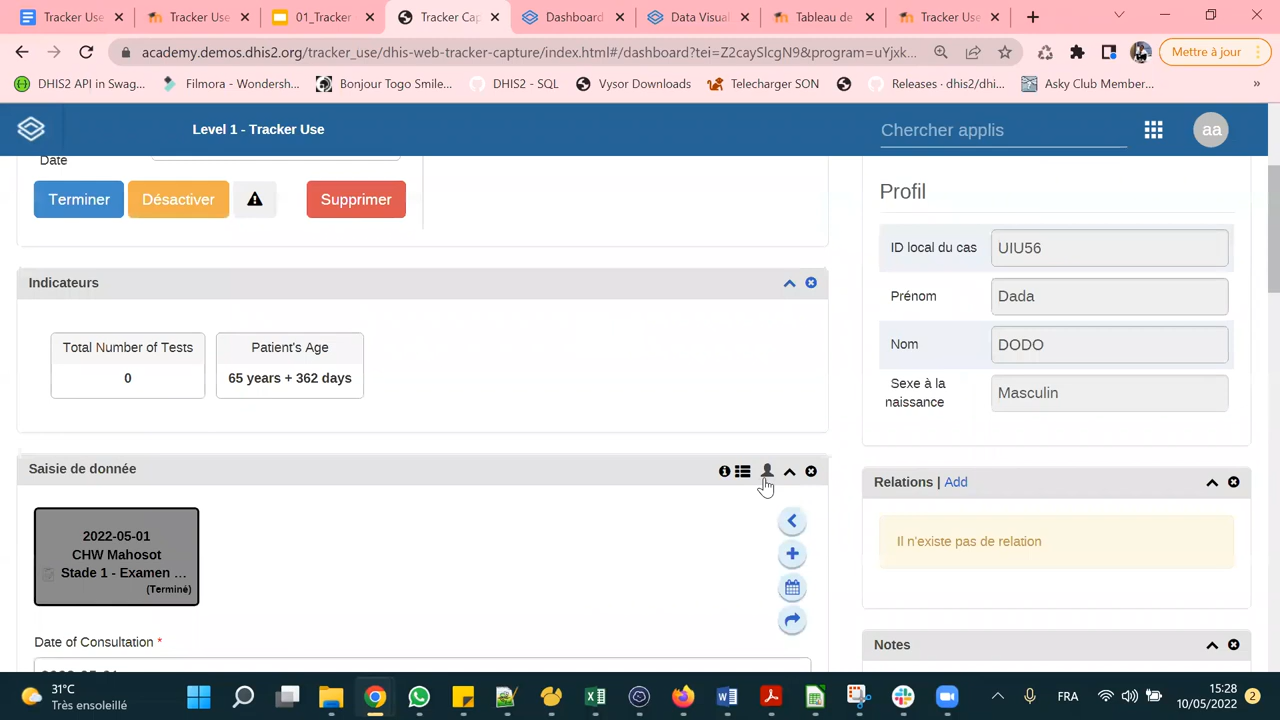 Tracker Use
Tracker Use
01_Tracker
Tracker Cap
Dashboard
Data Visual
Tableau de
Tracker Use
academy.demos.dhis2.org/tracker_use/dhis-web-tracker-capture/index.html#/dashboard?tei=Z2caySlcgN9&program=uYjxk...
Mettre à jour
DHIS2 API in Swag...
Filmora - Wondersh...
Bonjour Togo Smile...
DHIS2 - SQL
Vysor Downloads
Telecharger SON
Releases · dhis2/dhi...
Asky Club Member...
»
Level 1 - Tracker Use
Chercher applis
aa
Date
Terminer
Désactiver
Supprimer
Profil
ID local du cas
UIU56
Prénom
Dada
Nom
DODO
Sexe à la
naissance
Masculin
Indicateurs
Total Number of Tests
0
Patient's Age
65 years + 362 days
Saisie de donnée
2022-05-01
CHW Mahosot
Stade 1 - Examen ...
(Terminé)
Date of Consultation *
Relations | Add
Il n'existe pas de relation
Notes
31°C
Très ensoleillé
FRA
15:28
10/05/2022
2